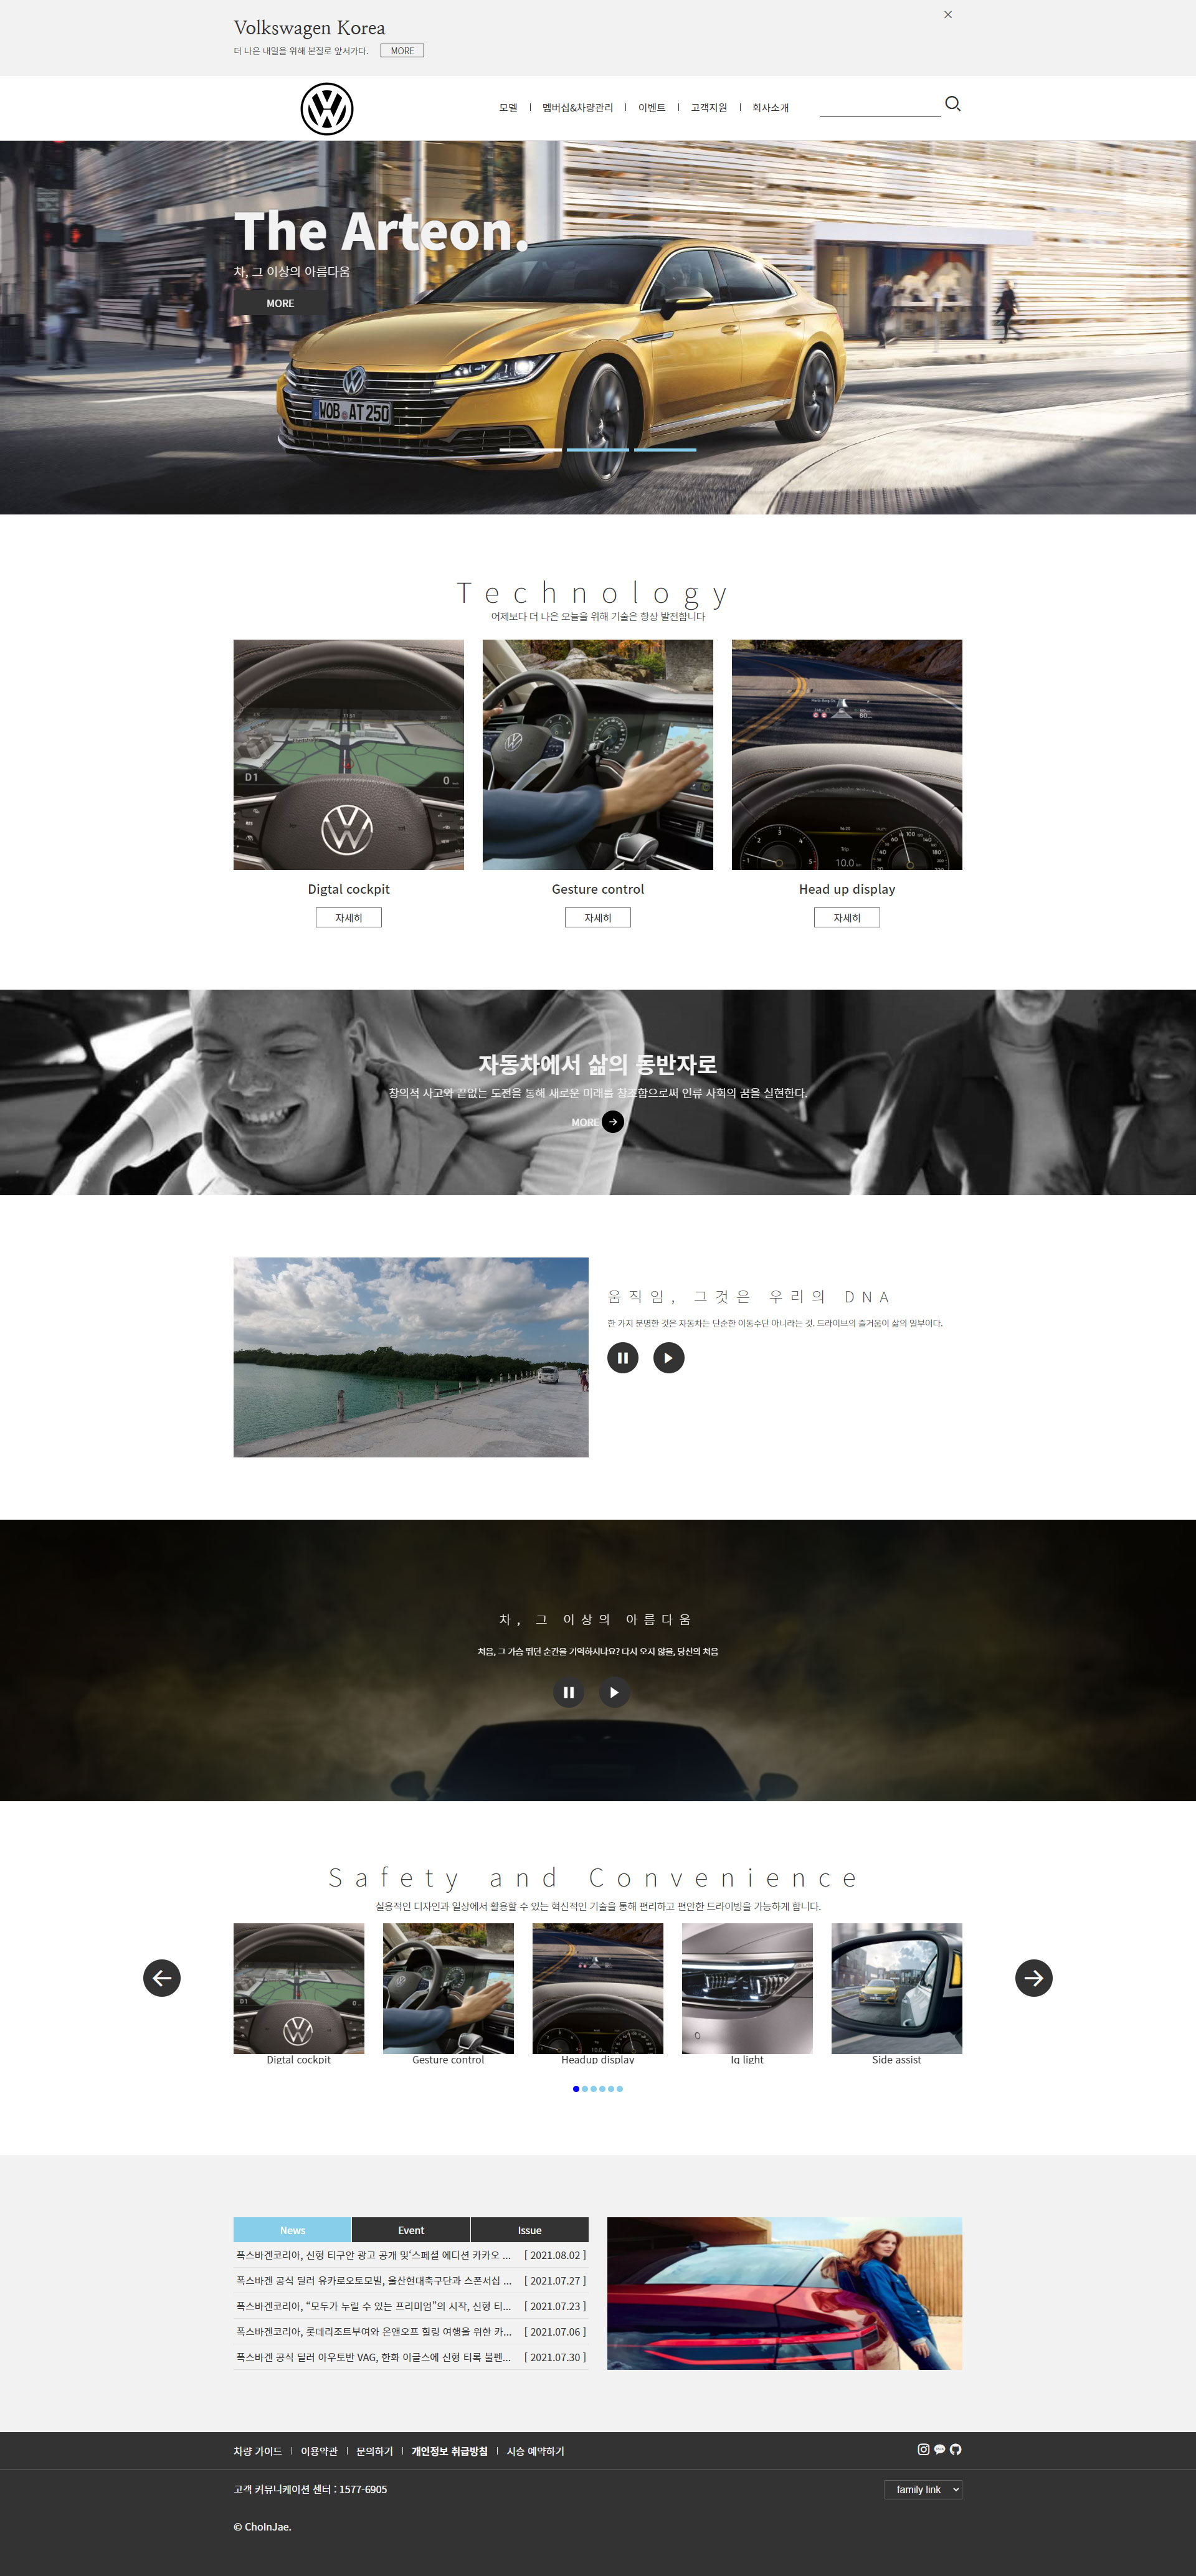 Volkswagen Korea
더 나은 내일을 위해 본질로 앞서가다. MORE
모델 멤버십&차량관리 이벤트 고객지원 회사소개
The Arteon.
차, 그 이상의 아름다움
MORE
WOB AT 250
Technology
어제보다 더 나은 오늘을 위해 기술은 항상 발전합니다
D1 0
Digtal cockpit Gesture control Head up display
자세히 자세히 자세히
자동차에서 삶의 동반자로
창의적 사고와 끝없는 도전을 통해 새로운 미래를 창조함으로써 인류 사회의 꿈을 실현한다.
MORE
움직임, 그것은 우리의 DNA
한 가지 분명한 것은 자동차는 단순한 이동수단 아니라는 것. 드라이브의 즐거움이 삶의 일부이다.
차, 그 이상의 아름다움
처음, 그 가슴 뛰던 순간을 기억하시나요? 다시 오지 않을, 당신의 처음
Safety and Convenience
실용적인 디자인과 일상에서 활용할 수 있는 혁신적인 기술을 통해 편리하고 편안한 드라이빙을 가능하게 합니다.
Digtal cockpit Gesture control Headup display Iq light Side assist
News Event Issue
폭스바겐코리아, 신형 티구안 광고 공개 및‘스페셜 에디션 카카오 ... [ 2021.08.02 ]
폭스바겐 공식 딜러 유카로오토모빌, 울산현대축구단과 스폰서십 ... [ 2021.07.27 ]
폭스바겐코리아, “모두가 누릴 수 있는 프리미엄”의 시작, 신형 티... [ 2021.07.23 ]
폭스바겐코리아, 롯데리조트부여와 온앤오프 힐링 여행을 위한 카... [ 2021.07.06 ]
폭스바겐 공식 딜러 아우토반 VAG, 한화 이글스에 신형 티록 불펜... [ 2021.07.30 ]
차량 가이드 이용약관 문의하기 개인정보 취급방침 시승 예약하기
고객 커뮤니케이션 센터 : 1577-6905 family link
© ChoInJae.